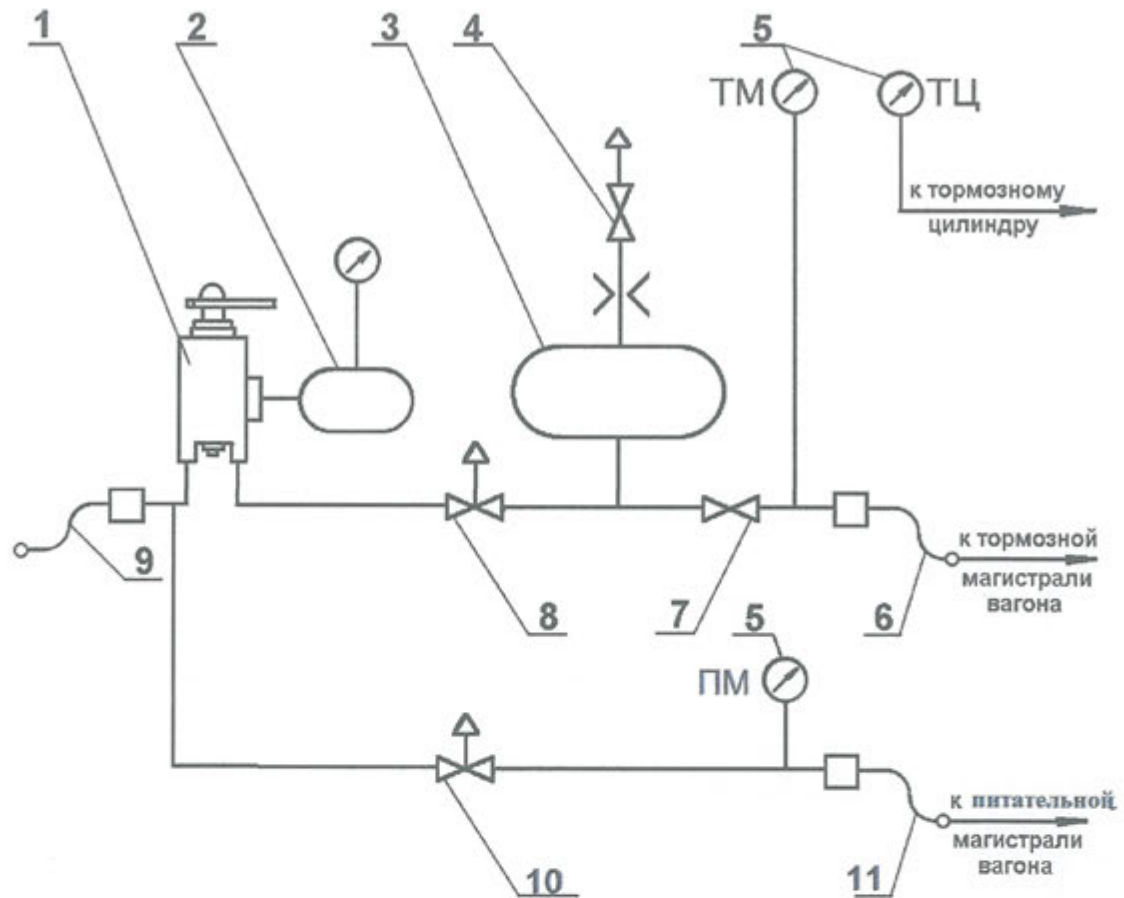 1
2
3
4
5
ТМ
ТЦ
к тормозному
цилиндру
9
8
7
6
к тормозной
магистрали
вагона
5
ПМ
10
11
к питательной
магистрали
вагона